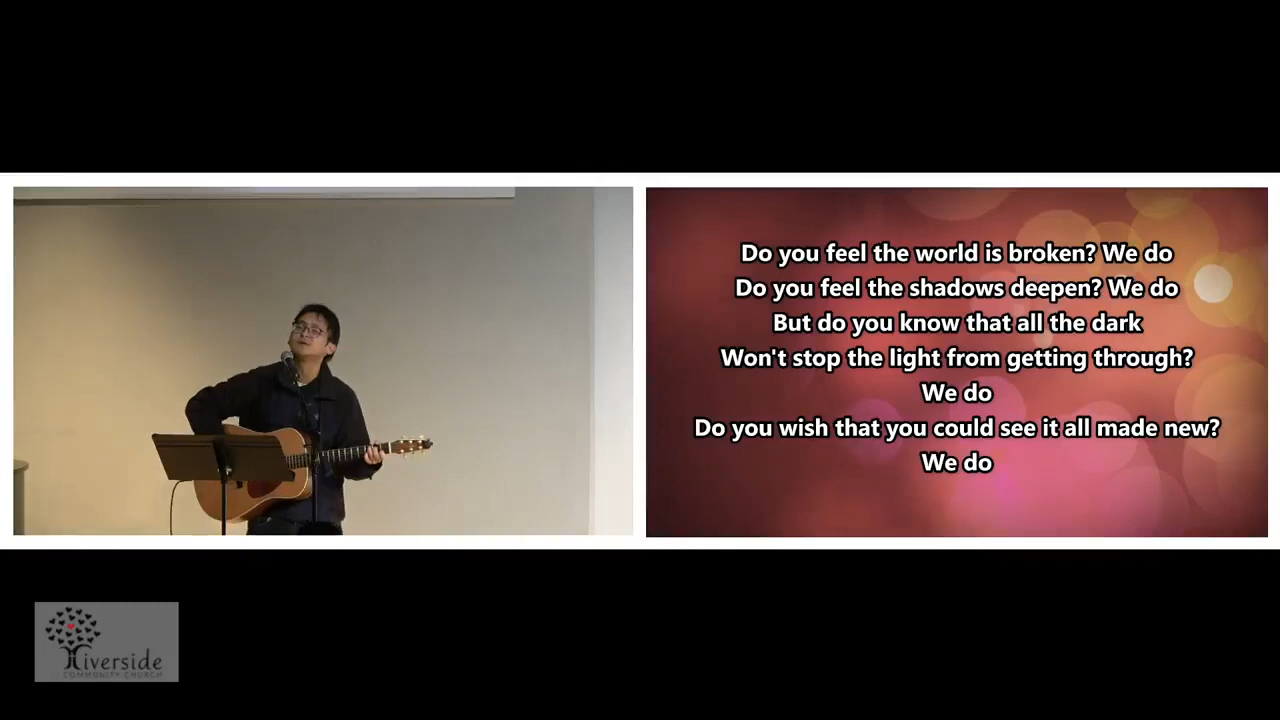 Do you feel the world is broken? We do
Do you feel the shadows deepen? We do
But do you know that all the dark
Won't stop the light from getting through?
We do
Do you wish that you could see it all made new?
We do
Riverside
COMMUNITY CHURCH